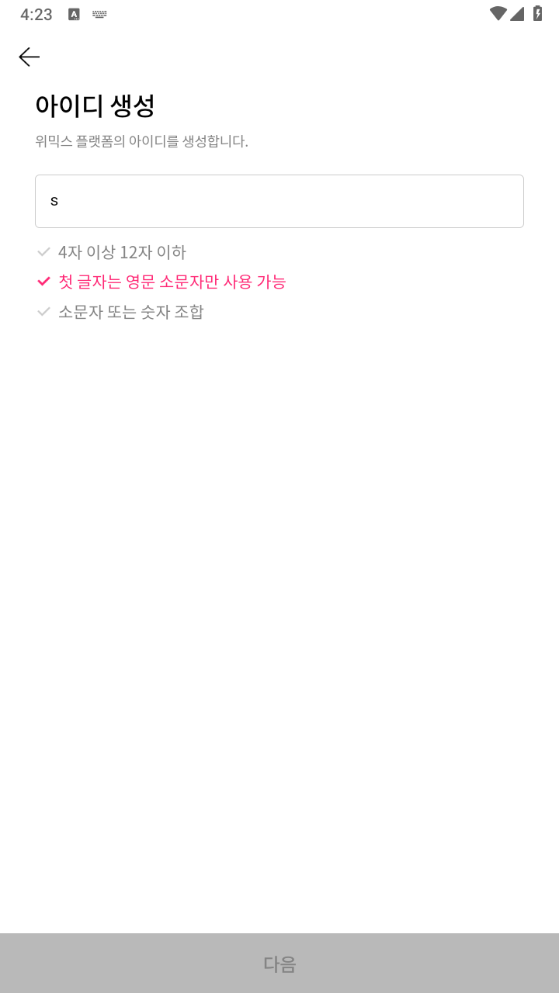 4:23
아이디 생성
위믹스 플랫폼의 아이디를 생성합니다.
s
4자 이상 12자 이하
첫 글자는 영문 소문자만 사용 가능
소문자 또는 숫자 조합
다음